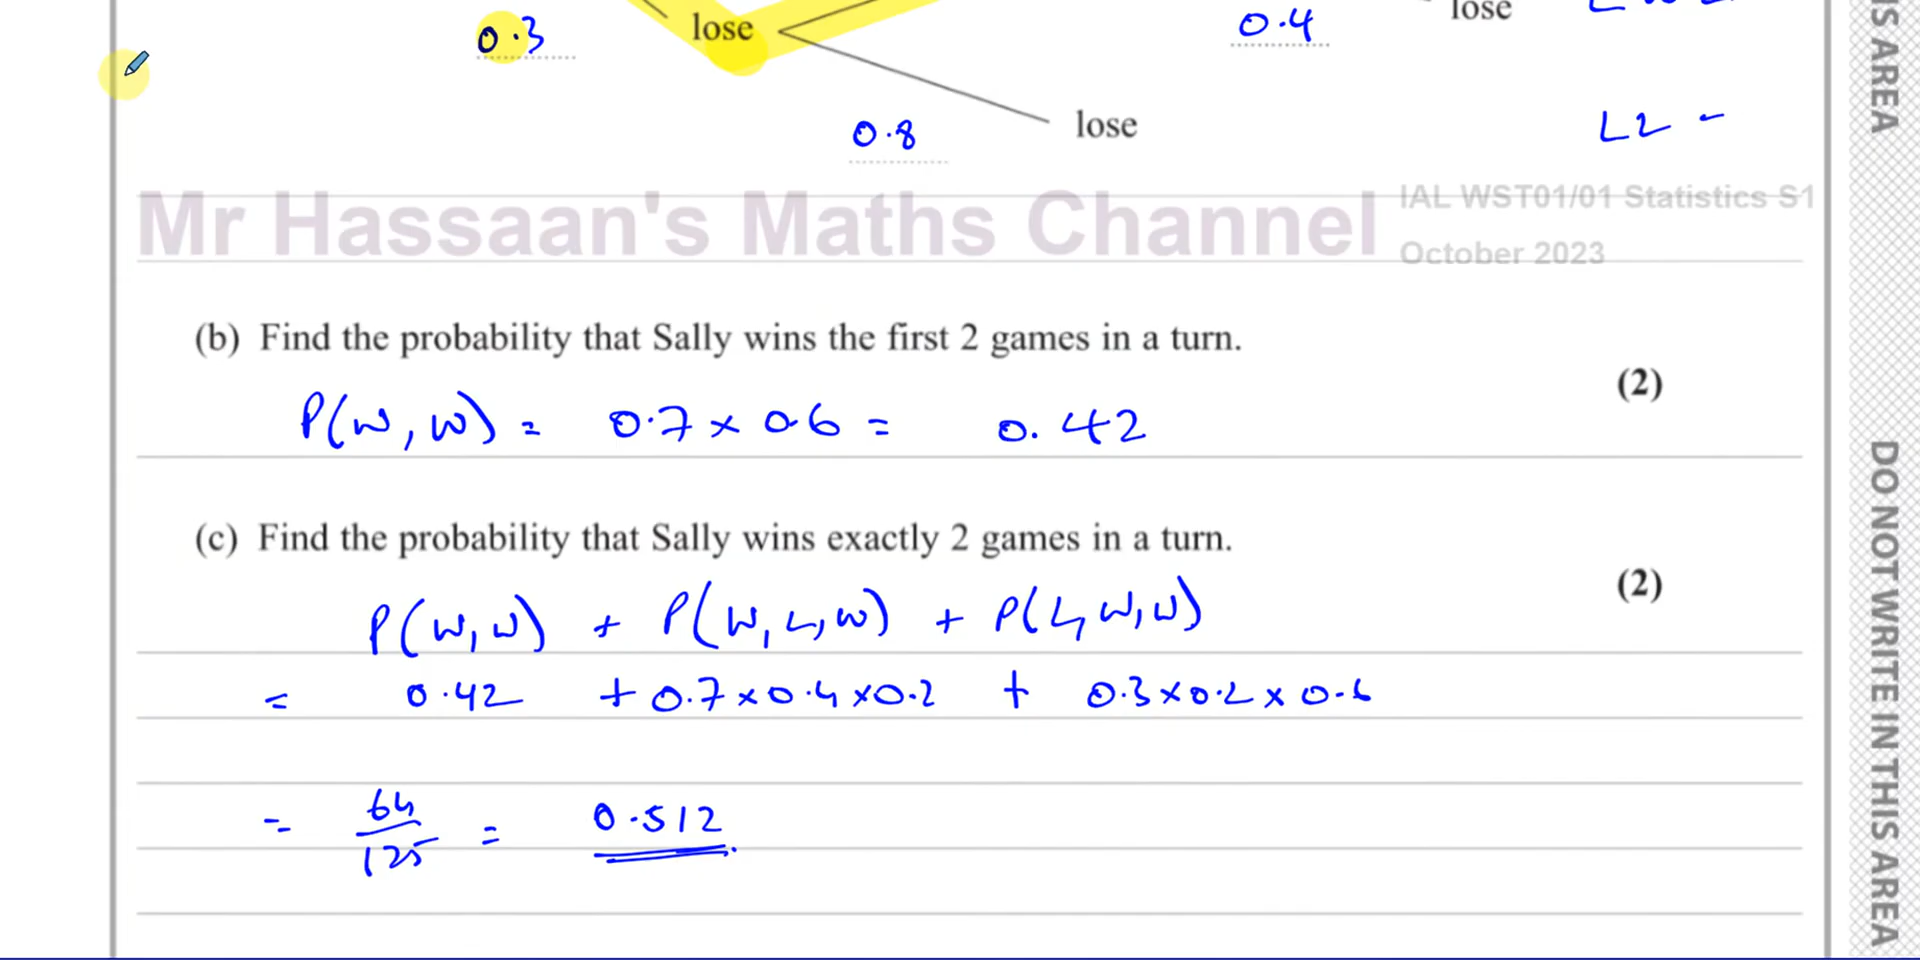 0.3
lose
0.4
lose
0.8
lose
LL -
Mr Hassaan's Maths Channel
IAL WST01/01 Statistics S1
October 2023
(b) Find the probability that Sally wins the first 2 games in a turn.
(2)
P(W, W) = 0.7 × 0.6 = 0.42
(c) Find the probability that Sally wins exactly 2 games in a turn.
(2)
P(W, W) + P(W, L, W) + P(L, W, W)
= 0.42 + 0.7 × 0.4 × 0.2 + 0.3 × 0.2 × 0.6
= 64/125 = 0.512
IS AREA
DO NOT WRITE IN THIS AREA